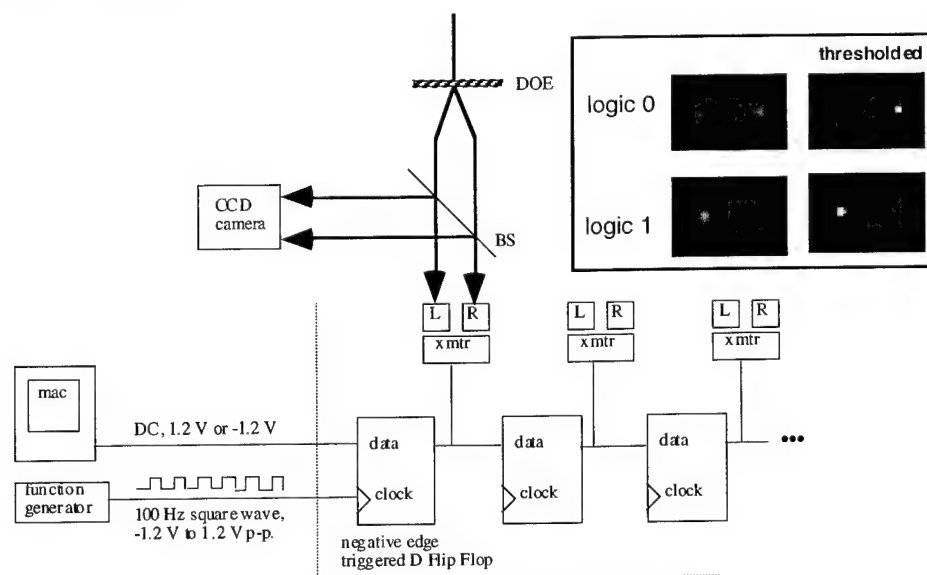 DOE
thresholded
logic 0
logic 1
CCD
camera
BS
L R
xmtr
L R
xmtr
L R
xmtr
mac
DC, 1.2 V or -1.2 V
data
clock
data
clock
data
clock
•••
function
generator
100 Hz square wave,
-1.2 V to 1.2 V p-p.
negative edge
triggered D Flip Flop